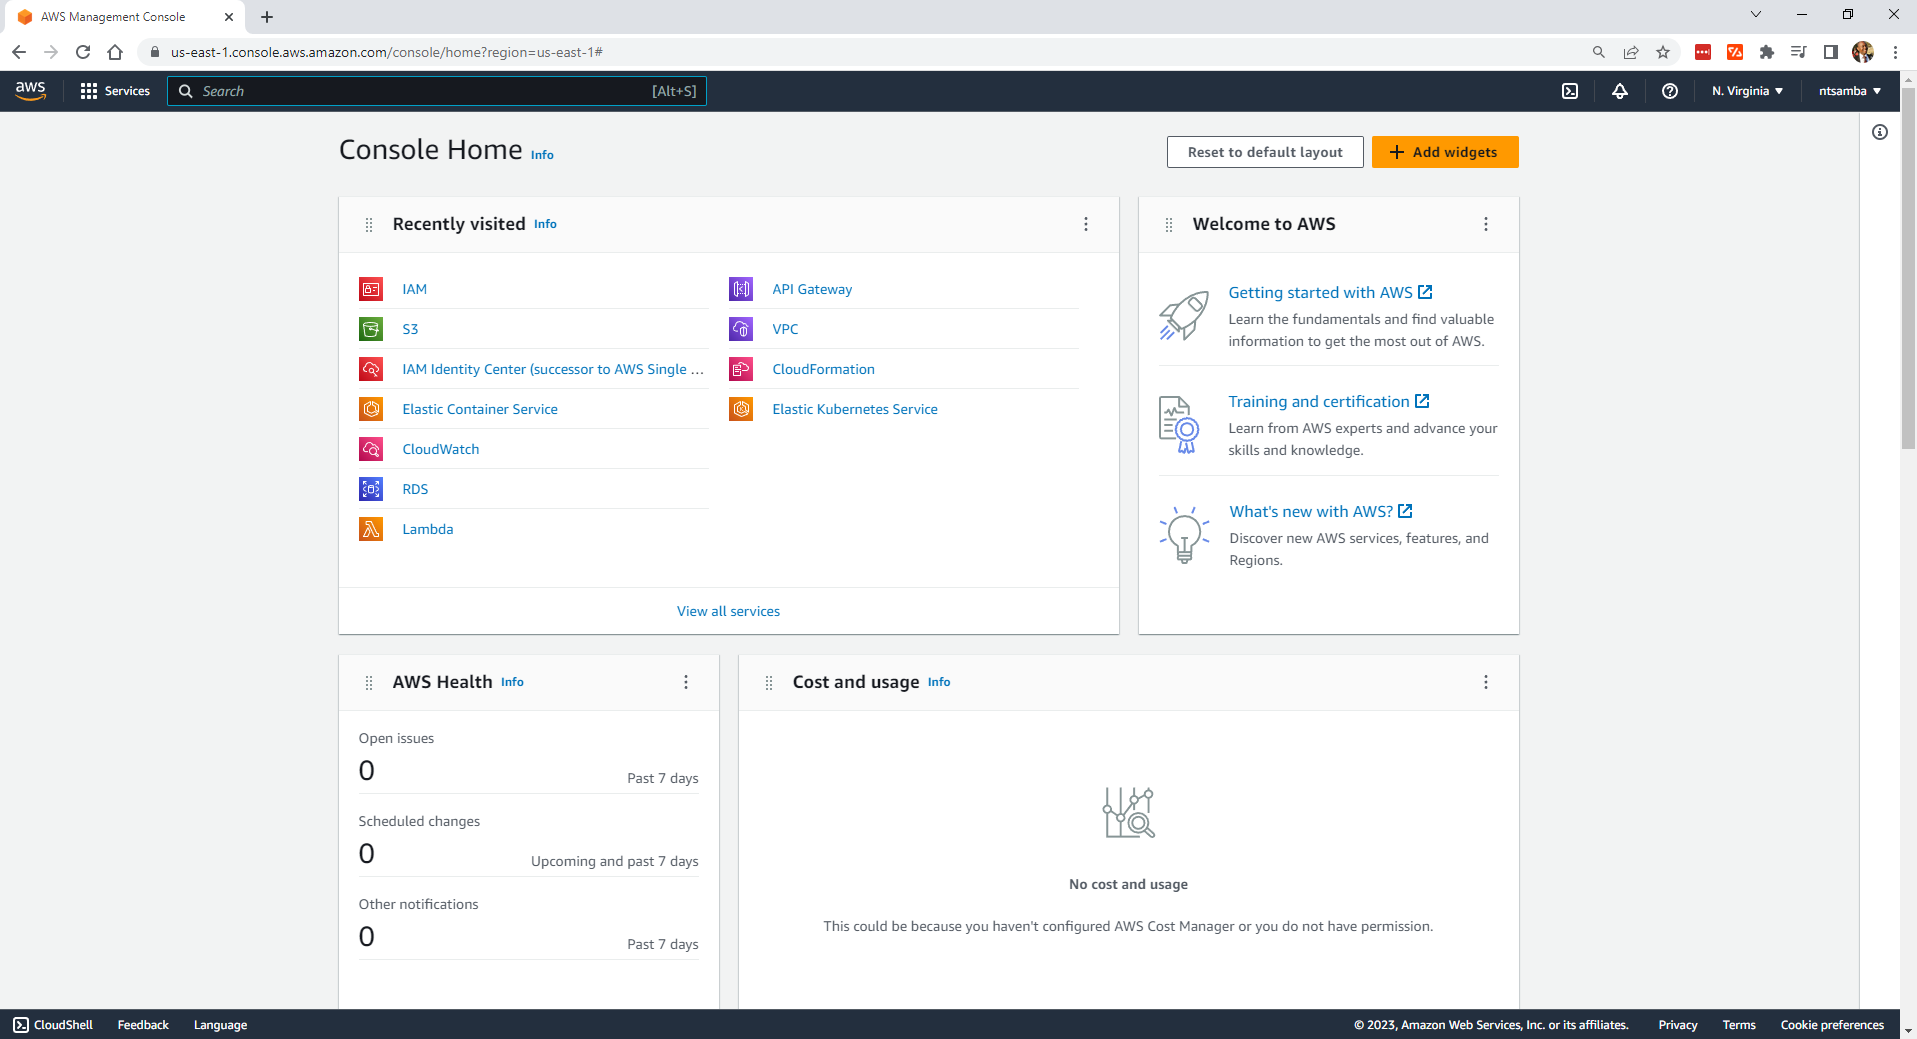 AWS Management Console
us-east-1.console.aws.amazon.com/console/home?region=us-east-1#
aws
Services
Search
[Alt+S]
N. Virginia
ntsamba
Console Home Info
Reset to default layout
Add widgets
Recently visited Info
IAM
S3
IAM Identity Center (successor to AWS Single ...
Elastic Container Service
CloudWatch
RDS
Lambda
API Gateway
VPC
CloudFormation
Elastic Kubernetes Service
View all services
Welcome to AWS
Getting started with AWS
Learn the fundamentals and find valuable
information to get the most out of AWS.
Training and certification
Learn from AWS experts and advance your
skills and knowledge.
What's new with AWS?
Discover new AWS services, features, and
Regions.
AWS Health Info
Open issues
0
Past 7 days
Scheduled changes
0
Upcoming and past 7 days
Other notifications
0
Past 7 days
Cost and usage Info
No cost and usage
This could be because you haven't configured AWS Cost Manager or you do not have permission.
CloudShell
Feedback
Language
© 2023, Amazon Web Services, Inc. or its affiliates.
Privacy
Terms
Cookie preferences